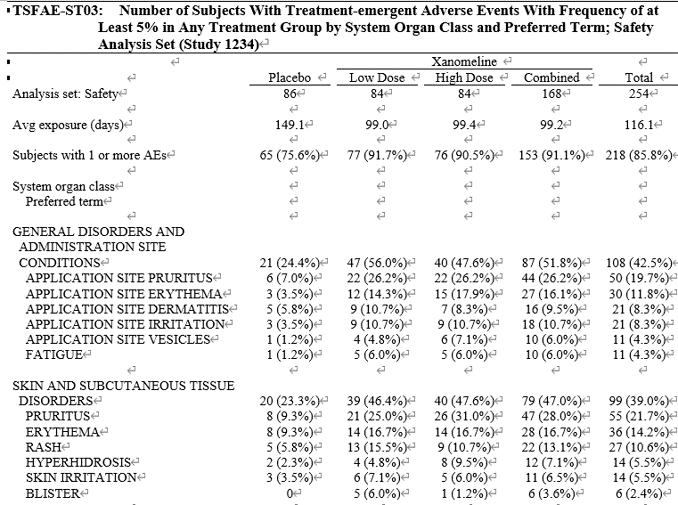 TSFAE-ST03: Number of Subjects With Treatment-emergent Adverse Events With Frequency of at
Least 5% in Any Treatment Group by System Organ Class and Preferred Term; Safety
Analysis Set (Study 1234)
Xanomeline
Placebo Low Dose High Dose Combined Total
Analysis set: Safety 86 84 84 168 254
Avg exposure (days) 149.1 99.0 99.4 99.2 116.1
Subjects with 1 or more AEs 65 (75.6%) 77 (91.7%) 76 (90.5%) 153 (91.1%) 218 (85.8%)
System organ class
Preferred term
GENERAL DISORDERS AND
ADMINISTRATION SITE
CONDITIONS 21 (24.4%) 47 (56.0%) 40 (47.6%) 87 (51.8%) 108 (42.5%)
APPLICATION SITE PRURITUS 6 (7.0%) 22 (26.2%) 22 (26.2%) 44 (26.2%) 50 (19.7%)
APPLICATION SITE ERYTHEMA 3 (3.5%) 12 (14.3%) 15 (17.9%) 27 (16.1%) 30 (11.8%)
APPLICATION SITE DERMATITIS 5 (5.8%) 9 (10.7%) 7 (8.3%) 16 (9.5%) 21 (8.3%)
APPLICATION SITE IRRITATION 3 (3.5%) 9 (10.7%) 9 (10.7%) 18 (10.7%) 21 (8.3%)
APPLICATION SITE VESICLES 1 (1.2%) 4 (4.8%) 6 (7.1%) 10 (6.0%) 11 (4.3%)
FATIGUE 1 (1.2%) 5 (6.0%) 5 (6.0%) 10 (6.0%) 11 (4.3%)
SKIN AND SUBCUTANEOUS TISSUE
DISORDERS 20 (23.3%) 39 (46.4%) 40 (47.6%) 79 (47.0%) 99 (39.0%)
PRURITUS 8 (9.3%) 21 (25.0%) 26 (31.0%) 47 (28.0%) 55 (21.7%)
ERYTHEMA 8 (9.3%) 14 (16.7%) 14 (16.7%) 28 (16.7%) 36 (14.2%)
RASH 5 (5.8%) 13 (15.5%) 9 (10.7%) 22 (13.1%) 27 (10.6%)
HYPERHIDROSIS 2 (2.3%) 4 (4.8%) 8 (9.5%) 12 (7.1%) 14 (5.5%)
SKIN IRRITATION 3 (3.5%) 6 (7.1%) 5 (6.0%) 11 (6.5%) 14 (5.5%)
BLISTER 0 5 (6.0%) 1 (1.2%) 6 (3.6%) 6 (2.4%)